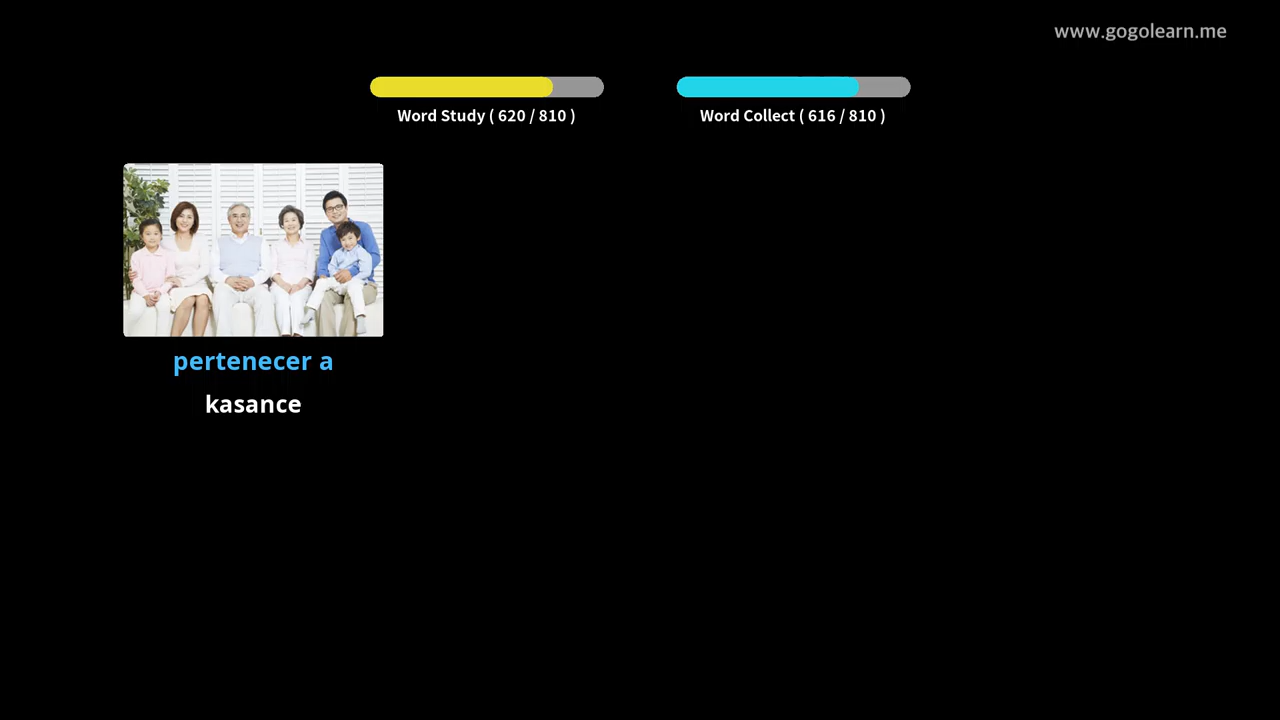 www.gogolearn.me
Word Study ( 620 / 810 )
Word Collect ( 616 / 810 )
pertenecer a
kasance